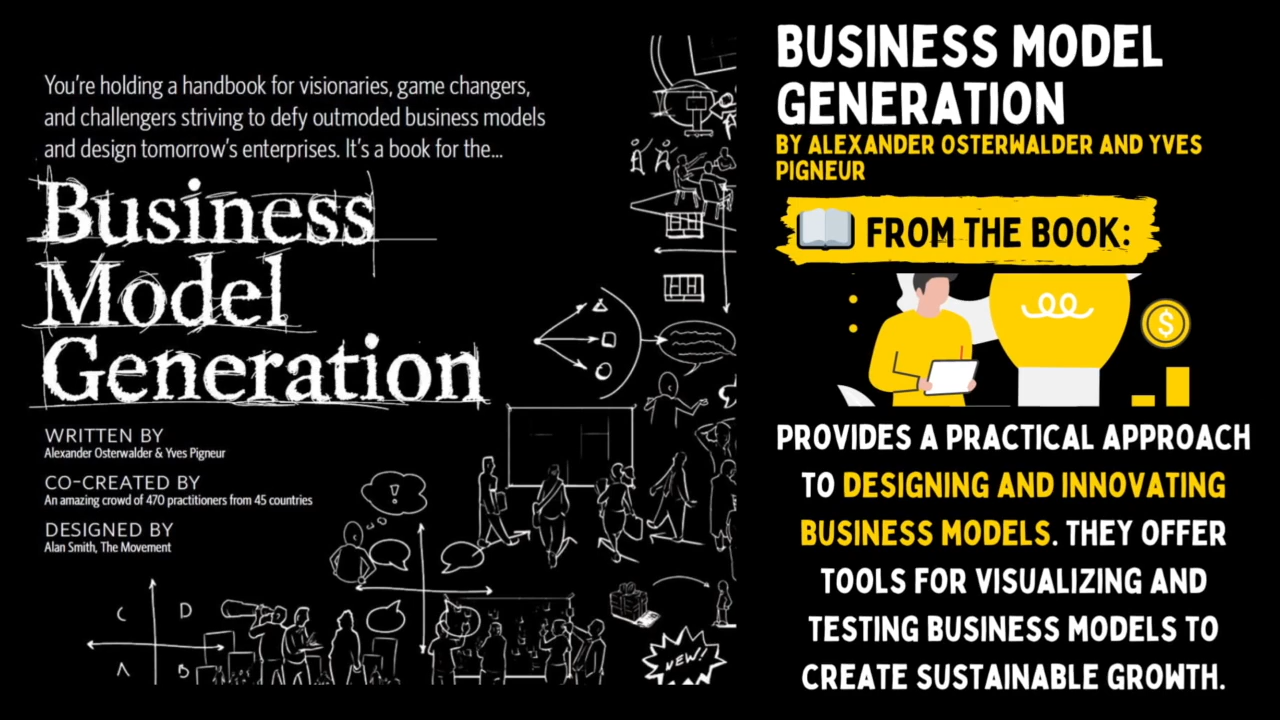 You're holding a handbook for visionaries, game changers,
and challengers striving to defy outmoded business models
and design tomorrow's enterprises. It's a book for the...
Business
Model
Generation
WRITTEN BY
Alexander Osterwalder & Yves Pigneur
CO-CREATED BY
An amazing crowd of 470 practitioners from 45 countries
DESIGNED BY
Alan Smith, The Movement
C D
A B
!
NEW!
$
BUSINESS MODEL
GENERATION
BY ALEXANDER OSTERWALDER AND YVES
PIGNEUR
FROM THE BOOK:
PROVIDES A PRACTICAL APPROACH
TO DESIGNING AND INNOVATING
BUSINESS MODELS. THEY OFFER
TOOLS FOR VISUALIZING AND
TESTING BUSINESS MODELS TO
CREATE SUSTAINABLE GROWTH.